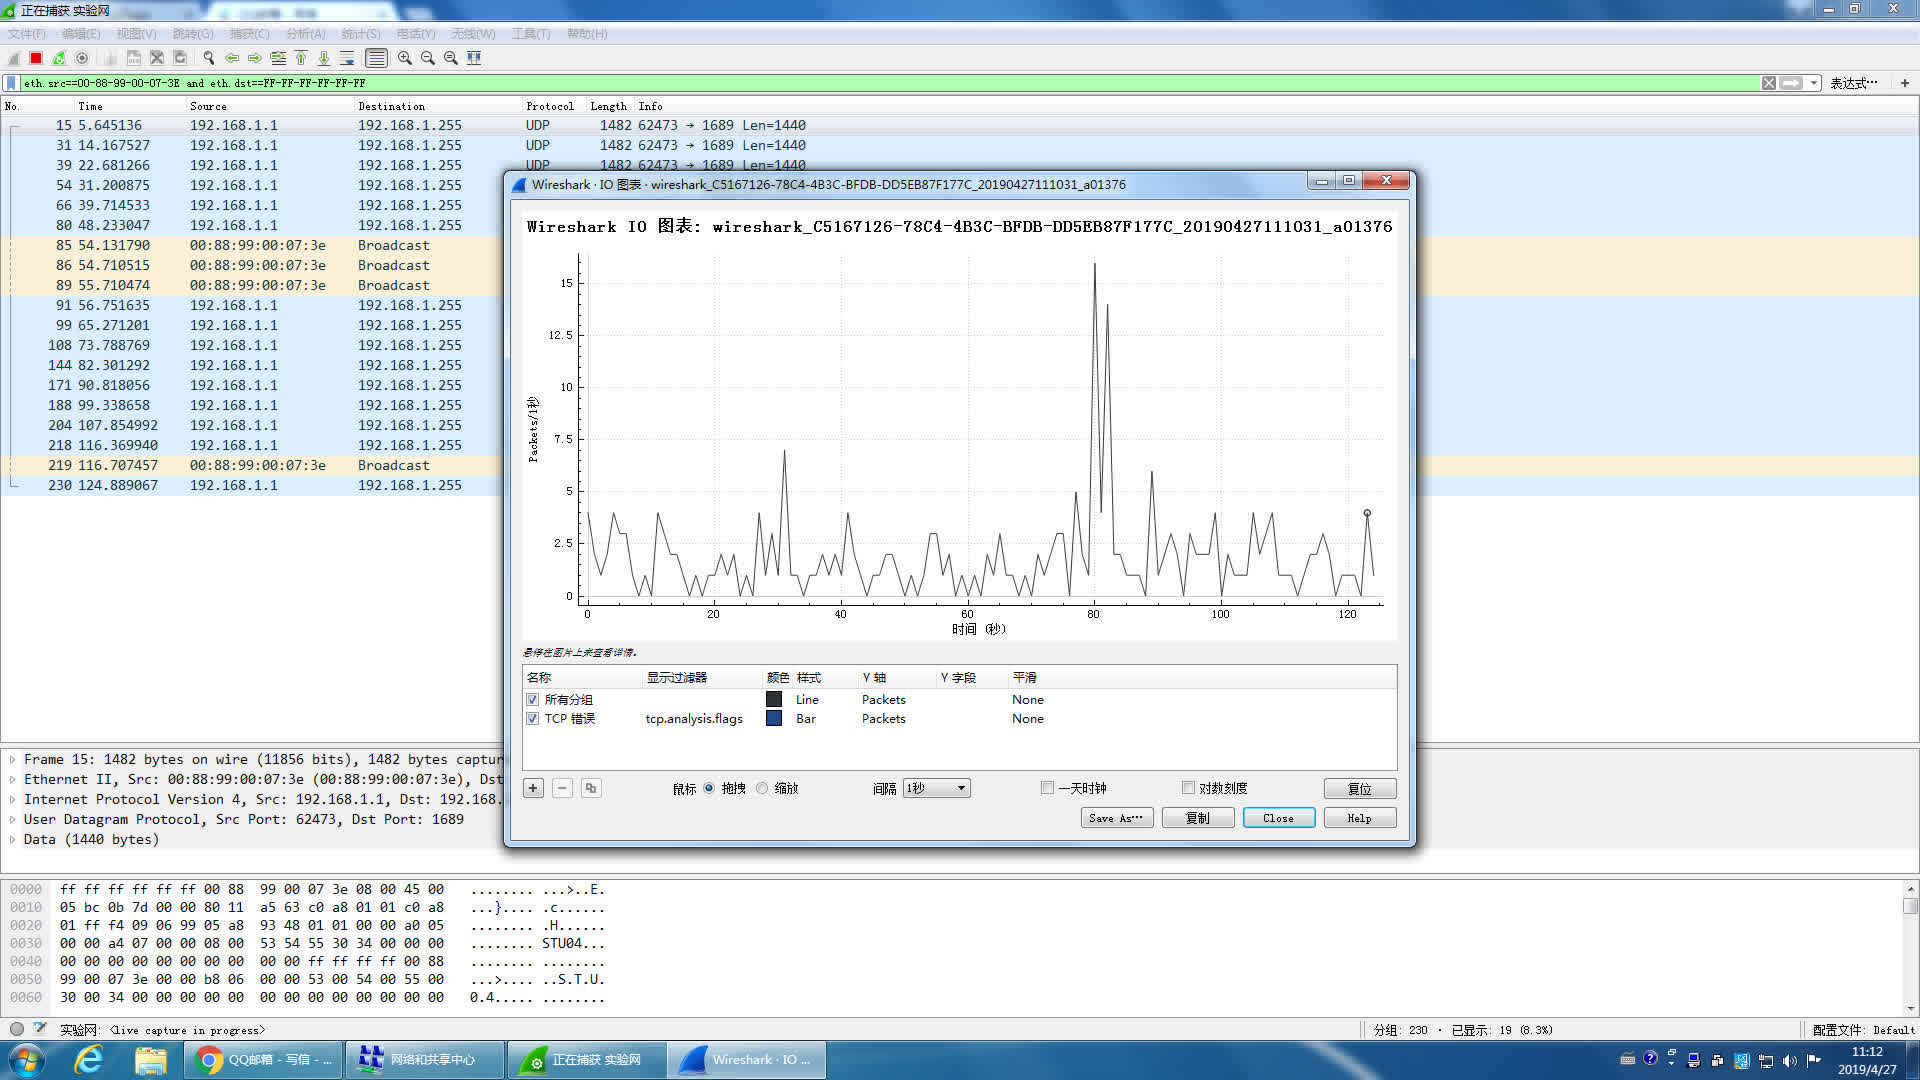 正在捕获 实验网
文件(F) 编辑(E) 视图(V) 跳转(G) 捕获(C) 分析(A) 统计(S) 电话(Y) 无线(W) 工具(T) 帮助(H)
eth.src==00-88-99-00-07-3E and eth.dst==FF-FF-FF-FF-FF-FF
表达式… +
No. Time Source Destination Protocol Length Info
15 5.645136 192.168.1.1 192.168.1.255 UDP 1482 62473 → 1689 Len=1440
31 14.167527 192.168.1.1 192.168.1.255 UDP 1482 62473 → 1689 Len=1440
39 22.681266 192.168.1.1 192.168.1.255 UDP 1482 62473 → 1689 Len=1440
54 31.200875 192.168.1.1 192.168.1.255
66 39.714533 192.168.1.1 192.168.1.255
80 48.233047 192.168.1.1 192.168.1.255
85 54.131790 00:88:99:00:07:3e Broadcast
86 54.710515 00:88:99:00:07:3e Broadcast
89 55.710474 00:88:99:00:07:3e Broadcast
91 56.751635 192.168.1.1 192.168.1.255
99 65.271201 192.168.1.1 192.168.1.255
108 73.788769 192.168.1.1 192.168.1.255
144 82.301292 192.168.1.1 192.168.1.255
171 90.818056 192.168.1.1 192.168.1.255
188 99.338658 192.168.1.1 192.168.1.255
204 107.854992 192.168.1.1 192.168.1.255
218 116.369940 192.168.1.1 192.168.1.255
219 116.707457 00:88:99:00:07:3e Broadcast
230 124.889067 192.168.1.1 192.168.1.255
Wireshark · IO 图表 · wireshark_C5167126-78C4-4B3C-BFDB-DD5EB87F177C_20190427111031_a01376
Wireshark IO 图表: wireshark_C5167126-78C4-4B3C-BFDB-DD5EB87F177C_20190427111031_a01376
15
12.5
10
7.5
5
2.5
0
Packets/1秒
0 20 40 60 80 100 120
时间 (秒)
悬停在图片上来查看详情。
名称 显示过滤器 颜色 样式 Y 轴 Y 字段 平滑
所有分组 Line Packets None
TCP 错误 tcp.analysis.flags Bar Packets None
鼠标 拖拽 缩放 间隔 1秒 一天时钟 对数刻度 复位
Save As… 复制 Close Help
Frame 15: 1482 bytes on wire (11856 bits), 1482 bytes captur
Ethernet II, Src: 00:88:99:00:07:3e (00:88:99:00:07:3e), Dst
Internet Protocol Version 4, Src: 192.168.1.1, Dst: 192.168.
User Datagram Protocol, Src Port: 62473, Dst Port: 1689
Data (1440 bytes)
0000 ff ff ff ff ff ff 00 88 99 00 07 3e 08 00 45 00 ........ ...>..E.
0010 05 bc 0b 7d 00 00 80 11 a5 63 c0 a8 01 01 c0 a8 ...}.... .c......
0020 01 ff f4 09 06 99 05 a8 93 48 01 01 00 00 a0 05 ........ .H......
0030 00 00 a4 07 00 00 08 00 53 54 55 30 34 00 00 00 ........ STU04...
0040 00 00 00 00 00 00 00 00 00 00 ff ff ff ff 00 88 ........ ........
0050 99 00 07 3e 00 00 b8 06 00 00 53 00 54 00 55 00 ...>.... ..S.T.U.
0060 30 00 34 00 00 00 00 00 00 00 00 00 00 00 00 00 0.4..... ........
实验网: <live capture in progress> 分组: 230 · 已显示: 19 (8.3%) 配置文件: Default
QQ邮箱 - 写信 - ... 网络和共享中心 正在捕获 实验网 Wireshark · IO ...
11:12
2019/4/27